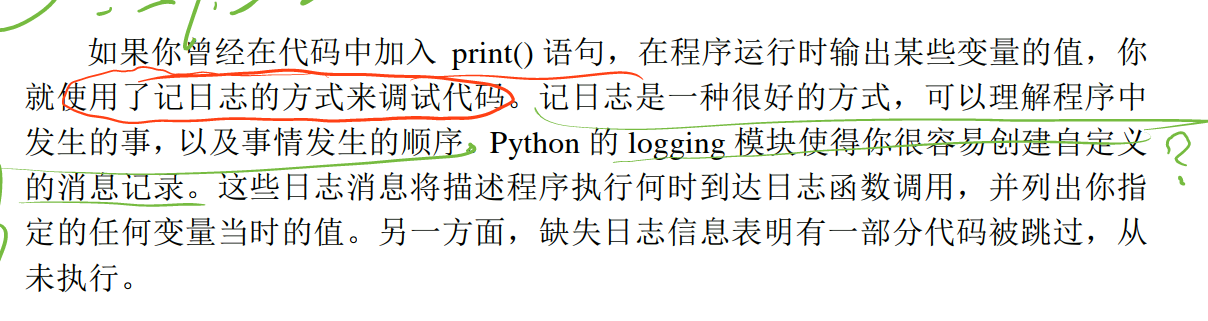 如果你曾经在代码中加入 print() 语句，在程序运行时输出某些变量的值，你
就使用了记日志的方式来调试代码。记日志是一种很好的方式，可以理解程序中
发生的事，以及事情发生的顺序。Python 的 logging 模块使得你很容易创建自定义
的消息记录。这些日志消息将描述程序执行何时到达日志函数调用，并列出你指
定的任何变量当时的值。另一方面，缺失日志信息表明有一部分代码被跳过，从
未执行。
?